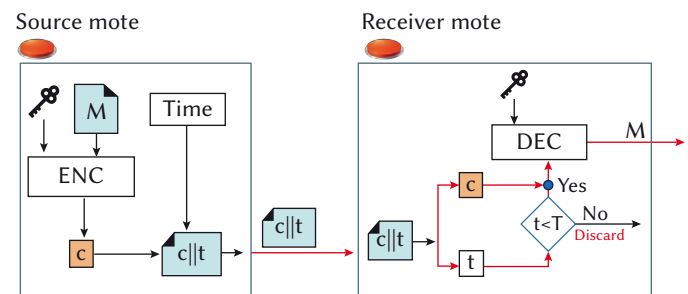 Source mote
Receiver mote
M
Time
ENC
c
c||t
c||t
c||t
c
t
DEC
M
Yes
t<T
No
Discard